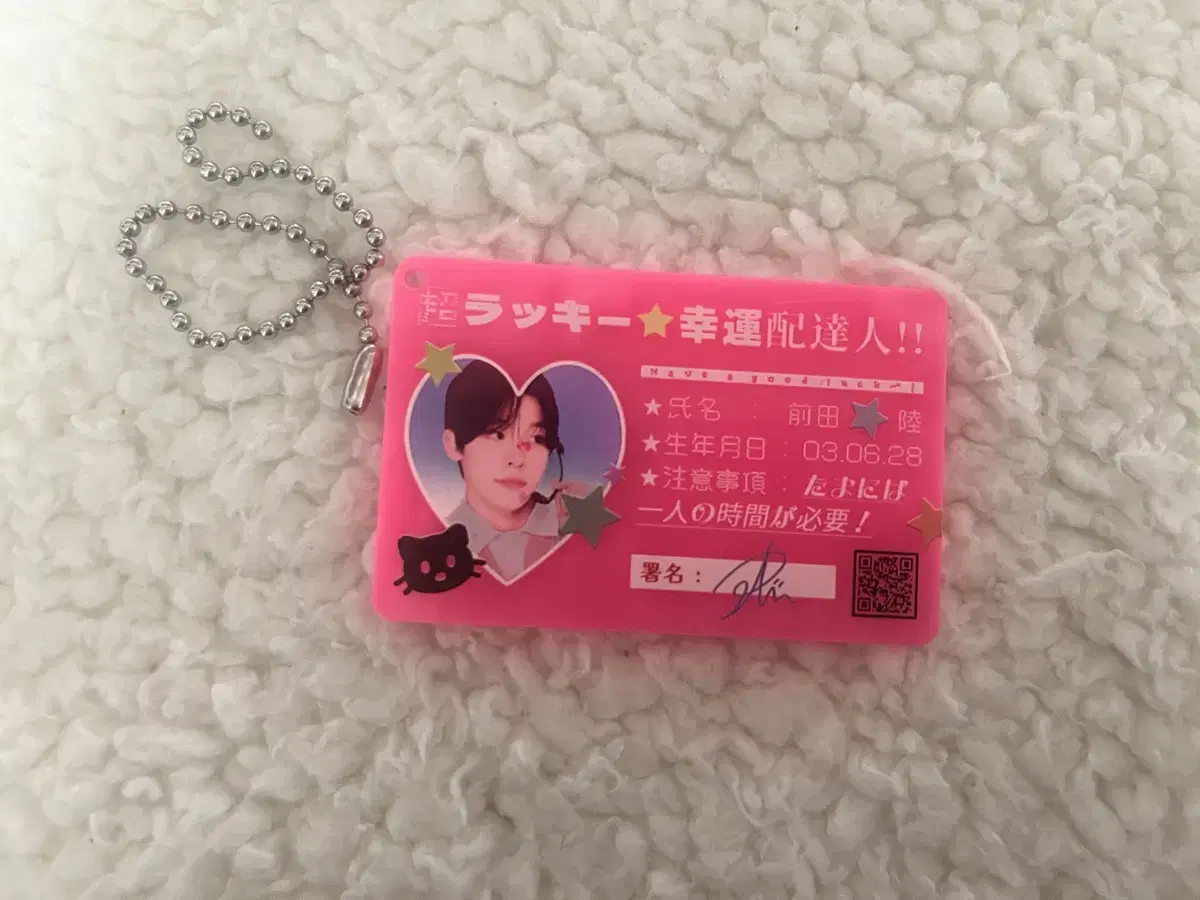 超ラッキー★幸運配達人!!
Have a good luck~!
★氏名 : 前田★陸
★生年月日 : 03.06.28
★注意事項 : たまには
一人の時間が必要!
署名: